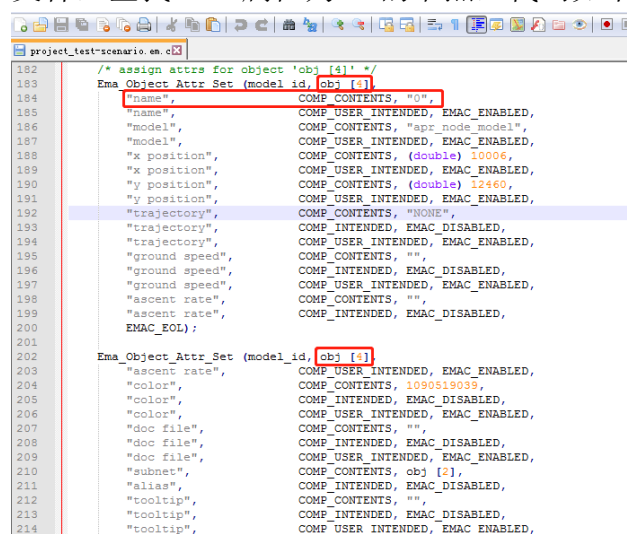 project_test-scenario.em.c
182 /* assign attrs for object 'obj [4]' */
183 Ema_Object_Attr_Set (model_id, obj [4],
184 "name", COMP_CONTENTS, "0",
185 "name", COMP_USER_INTENDED, EMAC_ENABLED,
186 "model", COMP_CONTENTS, "apr_node_model",
187 "model", COMP_USER_INTENDED, EMAC_ENABLED,
188 "x position", COMP_CONTENTS, (double) 10006,
189 "x position", COMP_USER_INTENDED, EMAC_ENABLED,
190 "y position", COMP_CONTENTS, (double) 12460,
191 "y position", COMP_USER_INTENDED, EMAC_ENABLED,
192 "trajectory", COMP_CONTENTS, "NONE",
193 "trajectory", COMP_INTENDED, EMAC_DISABLED,
194 "trajectory", COMP_USER_INTENDED, EMAC_ENABLED,
195 "ground speed", COMP_CONTENTS, "",
196 "ground speed", COMP_INTENDED, EMAC_DISABLED,
197 "ground speed", COMP_USER_INTENDED, EMAC_ENABLED,
198 "ascent rate", COMP_CONTENTS, "",
199 "ascent rate", COMP_INTENDED, EMAC_DISABLED,
200 EMAC_EOL);
201
202 Ema_Object_Attr_Set (model_id, obj [4],
203 "ascent rate", COMP_USER_INTENDED, EMAC_ENABLED,
204 "color", COMP_CONTENTS, 1090519039,
205 "color", COMP_INTENDED, EMAC_DISABLED,
206 "color", COMP_USER_INTENDED, EMAC_ENABLED,
207 "doc file", COMP_CONTENTS, "",
208 "doc file", COMP_INTENDED, EMAC_DISABLED,
209 "doc file", COMP_USER_INTENDED, EMAC_ENABLED,
210 "subnet", COMP_CONTENTS, obj [2],
211 "alias", COMP_INTENDED, EMAC_DISABLED,
212 "tooltip", COMP_CONTENTS, "",
213 "tooltip", COMP_INTENDED, EMAC_DISABLED,
214 "tooltip", COMP_USER_INTENDED, EMAC_ENABLED,